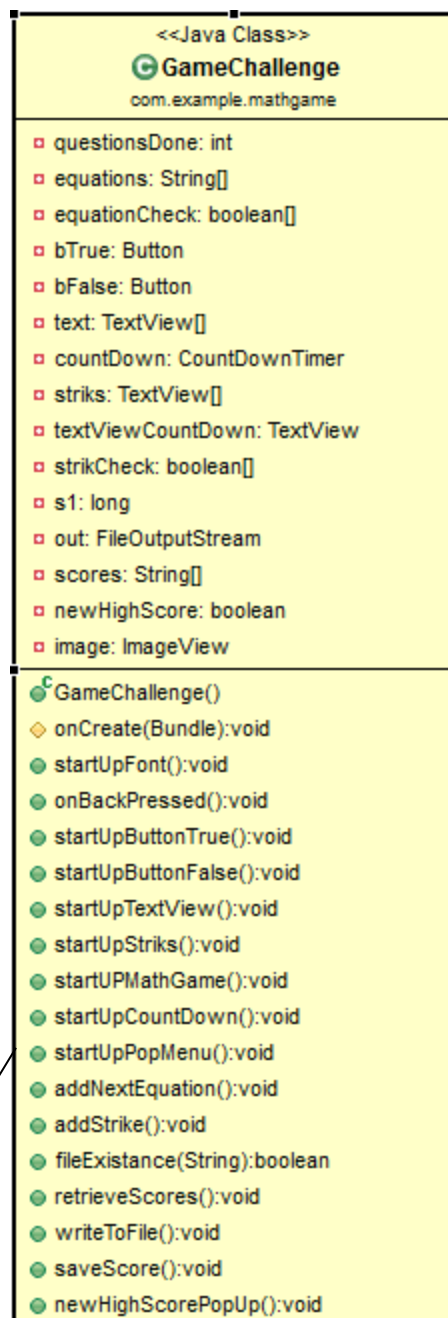 <<Java Class>>
C GameChallenge
com.example.mathgame
questionsDone: int
equations: String[]
equationCheck: boolean[]
bTrue: Button
bFalse: Button
text: TextView[]
countDown: CountDownTimer
striks: TextView[]
textViewCountDown: TextView
strikCheck: boolean[]
s1: long
out: FileOutputStream
scores: String[]
newHighScore: boolean
image: ImageView
C GameChallenge()
onCreate(Bundle):void
startUpFont():void
onBackPressed():void
startUpButtonTrue():void
startUpButtonFalse():void
startUpTextView():void
startUpStriks():void
startUPMathGame():void
startUpCountDown():void
startUpPopMenu():void
addNextEquation():void
addStrike():void
fileExistance(String):boolean
retrieveScores():void
writeToFile():void
saveScore():void
newHighScorePopUp():void